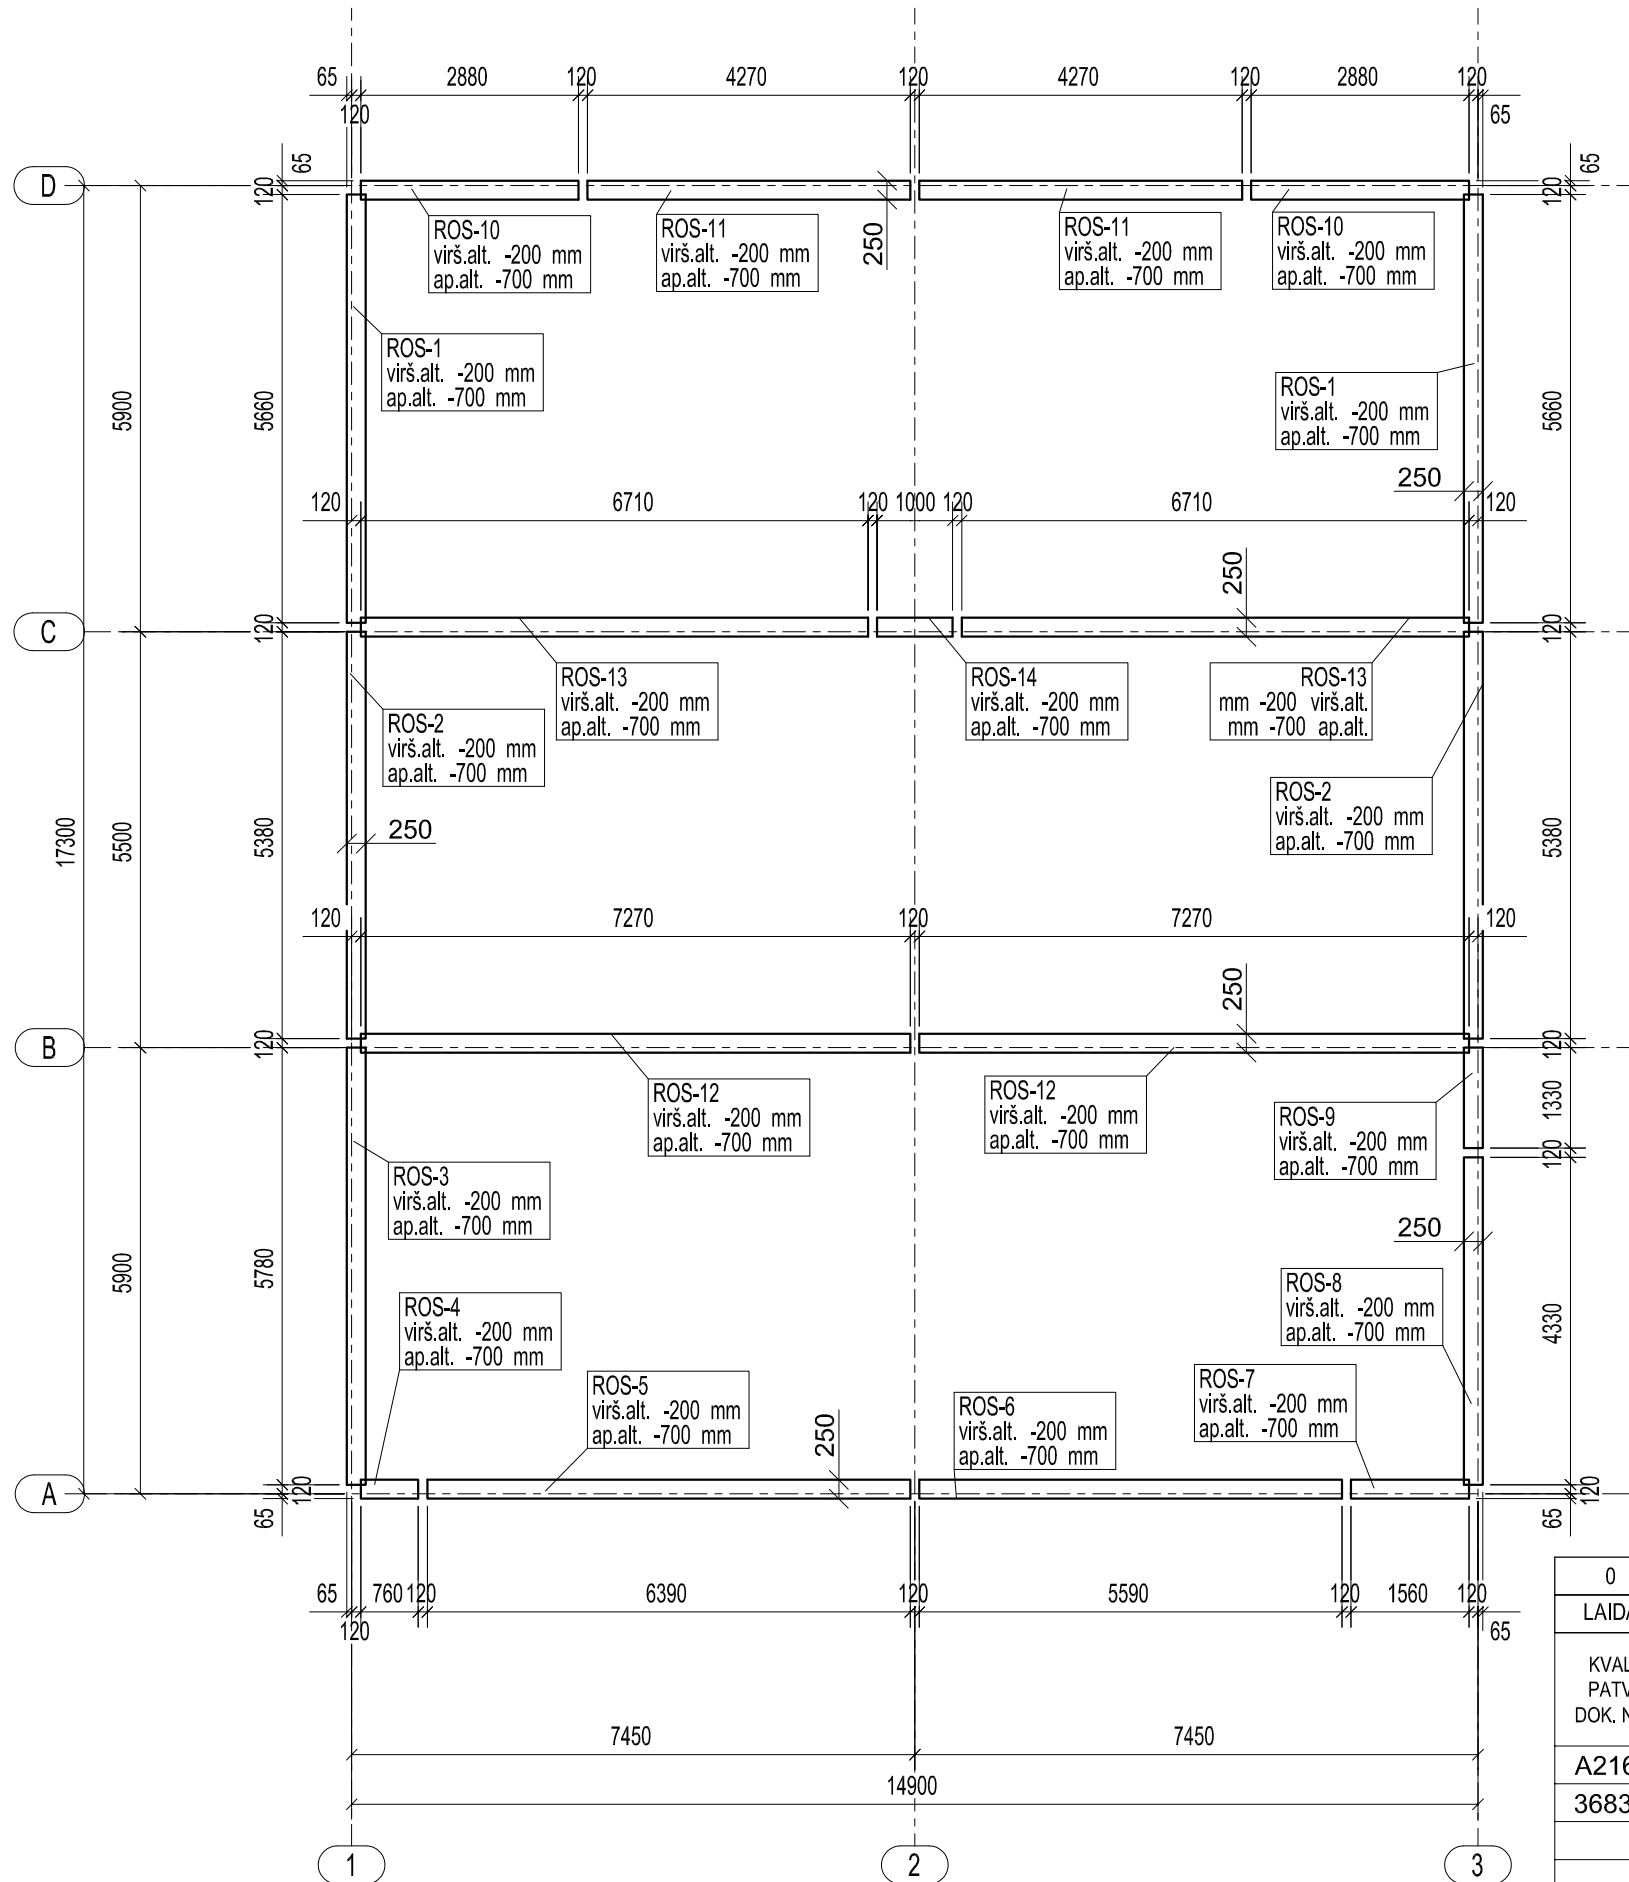 65 2880 120 4270 120 4270 120 2880 120
120 65
65 65
D 120 120
ROS-10
virš.alt. -200 mm
ap.alt. -700 mm
ROS-11
virš.alt. -200 mm
ap.alt. -700 mm
250
ROS-11
virš.alt. -200 mm
ap.alt. -700 mm
ROS-10
virš.alt. -200 mm
ap.alt. -700 mm
ROS-1
virš.alt. -200 mm
ap.alt. -700 mm
ROS-1
virš.alt. -200 mm
ap.alt. -700 mm
5900 5660 5660
250
120 6710 120 1000 120 6710 120
250
C 120 120
ROS-13
virš.alt. -200 mm
ap.alt. -700 mm
ROS-14
virš.alt. -200 mm
ap.alt. -700 mm
ROS-13
mm -200 virš.alt.
mm -700 ap.alt.
ROS-2
virš.alt. -200 mm
ap.alt. -700 mm
ROS-2
virš.alt. -200 mm
ap.alt. -700 mm
17300 5500 5380 250 5380
120 7270 120 7270 120
250
B 120 120
ROS-12
virš.alt. -200 mm
ap.alt. -700 mm
ROS-12
virš.alt. -200 mm
ap.alt. -700 mm
ROS-9
virš.alt. -200 mm
ap.alt. -700 mm
1330
120
ROS-3
virš.alt. -200 mm
ap.alt. -700 mm
250
5900 5780 4330
ROS-8
virš.alt. -200 mm
ap.alt. -700 mm
ROS-4
virš.alt. -200 mm
ap.alt. -700 mm
ROS-5
virš.alt. -200 mm
ap.alt. -700 mm
250
ROS-6
virš.alt. -200 mm
ap.alt. -700 mm
ROS-7
virš.alt. -200 mm
ap.alt. -700 mm
A 120 120
65 65
65 760 120 6390 120 5590 120 1560 120
120 65
7450 7450
14900
1 2 3
0
LAIDA
KVAL
PATV
DOK. N
A216
3683